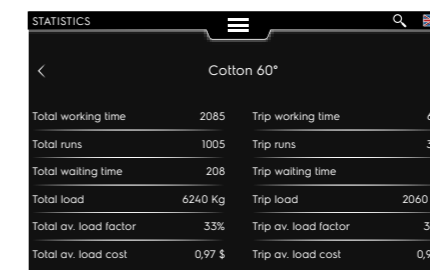 STATISTICS
Cotton 60°
Total working time 2085 Trip working time
Total runs 1005 Trip runs
Total waiting time 208 Trip waiting time
Total load 6240 Kg Trip load 2060
Total av. load factor 33% Trip av. load factor
Total av. load cost 0,97 $ Trip av. load cost